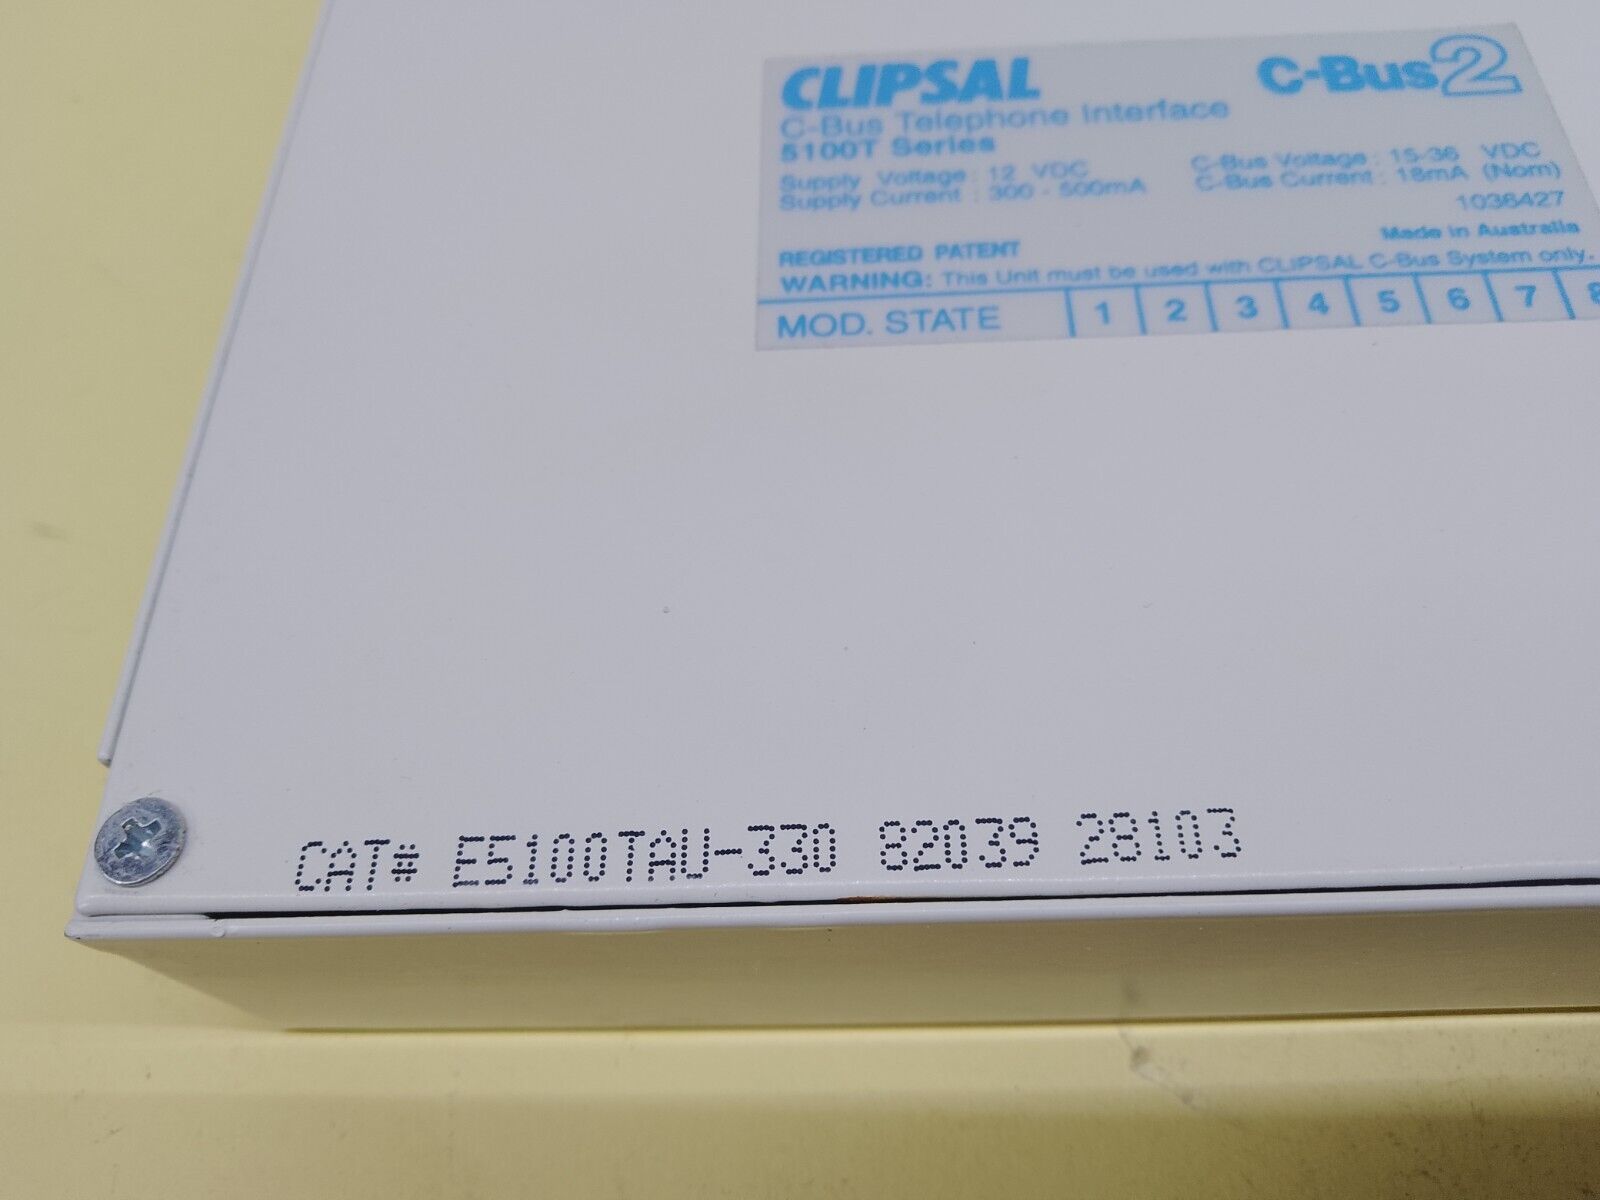 CLIPSAL C-Bus2
C-Bus Telephone Interface
5100T Series
Supply Voltage : 12 VDC C-Bus Voltage : 15-36 VDC
Supply Current : 300 - 500mA C-Bus Current : 18mA (Nom)
1036427
Made in Australia
REGISTERED PATENT
WARNING: This Unit must be used with CLIPSAL C-Bus System only.
MOD. STATE 1 2 3 4 5 6 7 8
CAT# E5100TAU-330 82039 28103